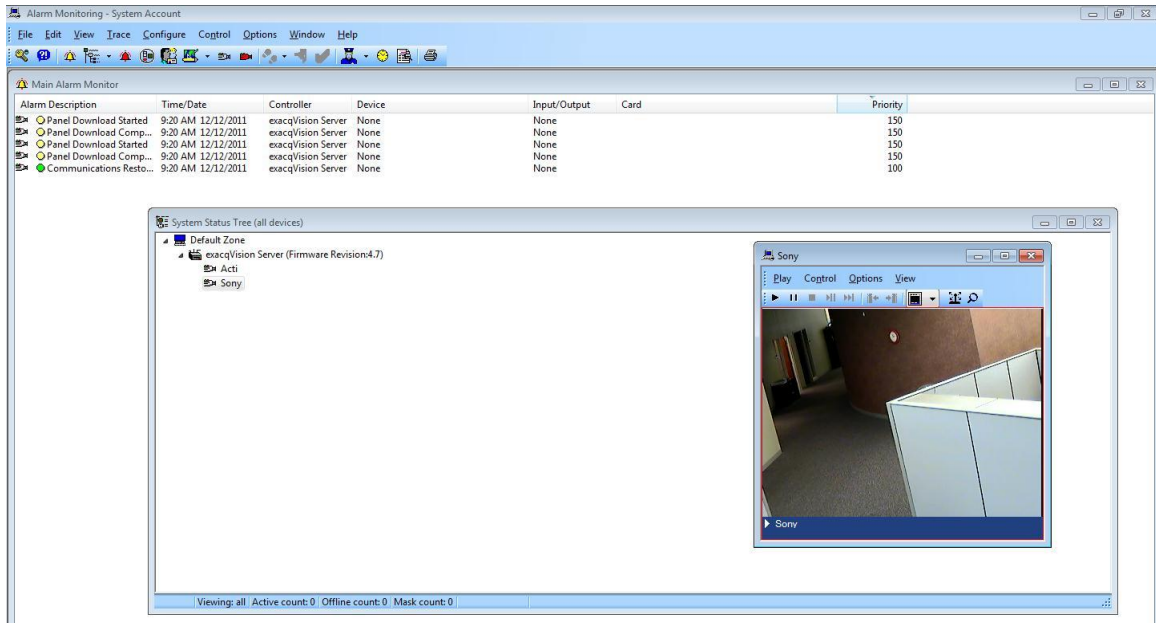 Alarm Monitoring - System Account
File Edit View Trace Configure Control Options Window Help
Main Alarm Monitor
Alarm Description Time/Date Controller Device Input/Output Card Priority
Panel Download Started 9:20 AM 12/12/2011 exacqVision Server None None 150
Panel Download Comp... 9:20 AM 12/12/2011 exacqVision Server None None 150
Panel Download Started 9:20 AM 12/12/2011 exacqVision Server None None 150
Panel Download Comp... 9:20 AM 12/12/2011 exacqVision Server None None 150
Communications Resto... 9:20 AM 12/12/2011 exacqVision Server None None 100
System Status Tree (all devices)
Default Zone
exacqVision Server (Firmware Revision:4.7)
Acti
Sony
Sony
Play Control Options View
Sony
Viewing: all Active count: 0 Offline count: 0 Mask count: 0